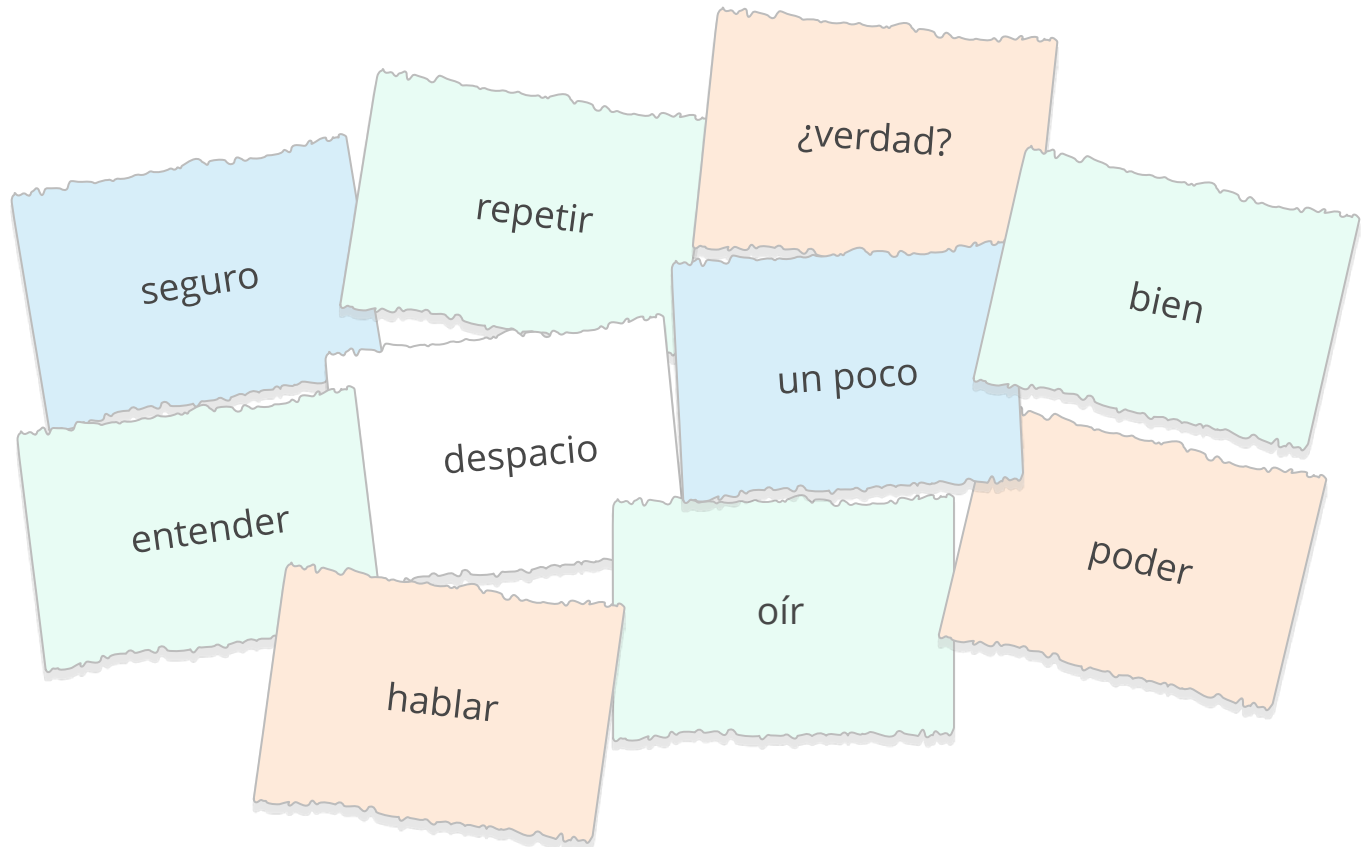 ¿verdad?
repetir
seguro
bien
un poco
despacio
entender
poder
oír
hablar